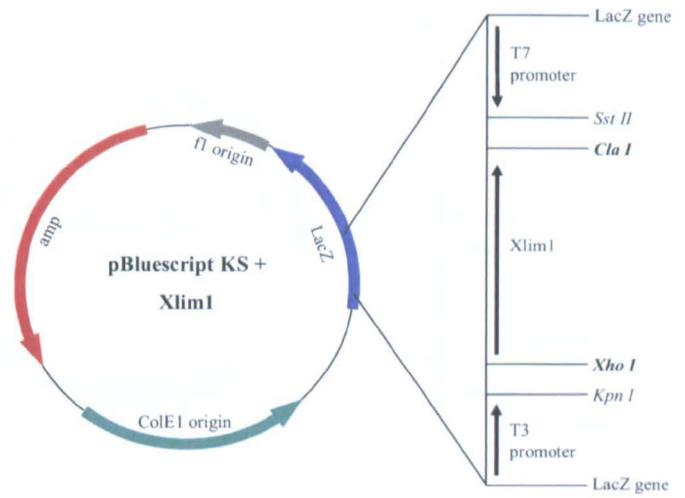 LacZ gene
T7
promoter
Sst II
Cla I
Xlim1
Xho I
Kpn I
T3
promoter
LacZ gene
f1 origin
amp
LacZ
pBluescript KS +
Xlim1
ColE1 origin